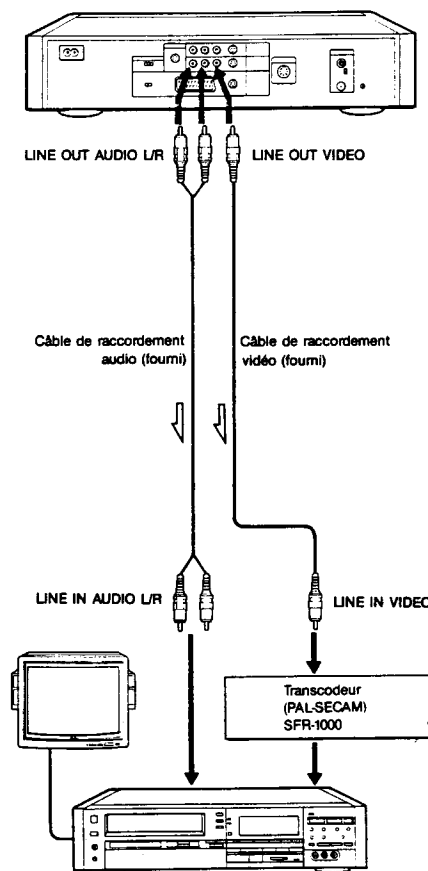 LINE OUT AUDIO L/R
LINE OUT VIDEO
Câble de raccordement
audio (fourni)
Câble de raccordement
vidéo (fourni)
LINE IN AUDIO L/R
LINE IN VIDEO
Transcodeur
(PAL-SECAM)
SFR-1000